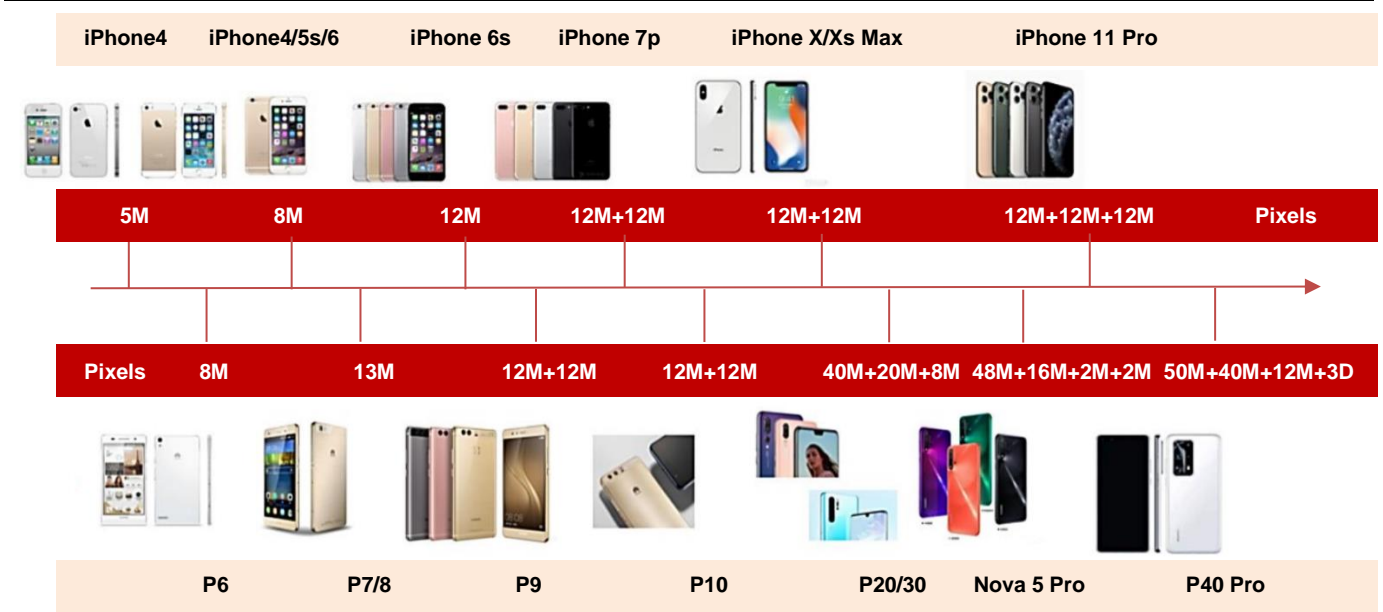 iPhone4 iPhone4/5s/6 iPhone 6s iPhone 7p iPhone X/Xs Max iPhone 11 Pro
5M 8M 12M 12M+12M 12M+12M 12M+12M+12M Pixels
Pixels 8M 13M 12M+12M 12M+12M 40M+20M+8M 48M+16M+2M+2M 50M+40M+12M+3D
P6 P7/8 P9 P10 P20/30 Nova 5 Pro P40 Pro